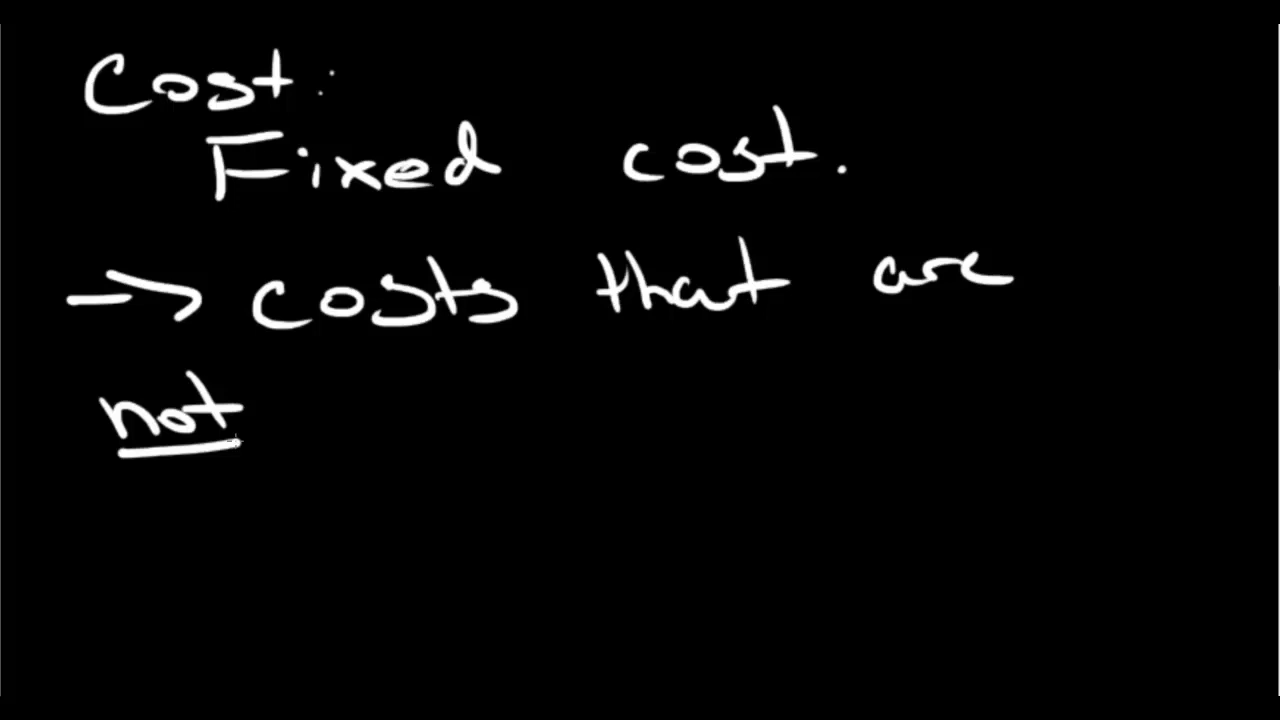 Cost:
Fixed cost.
→ costs that are
not